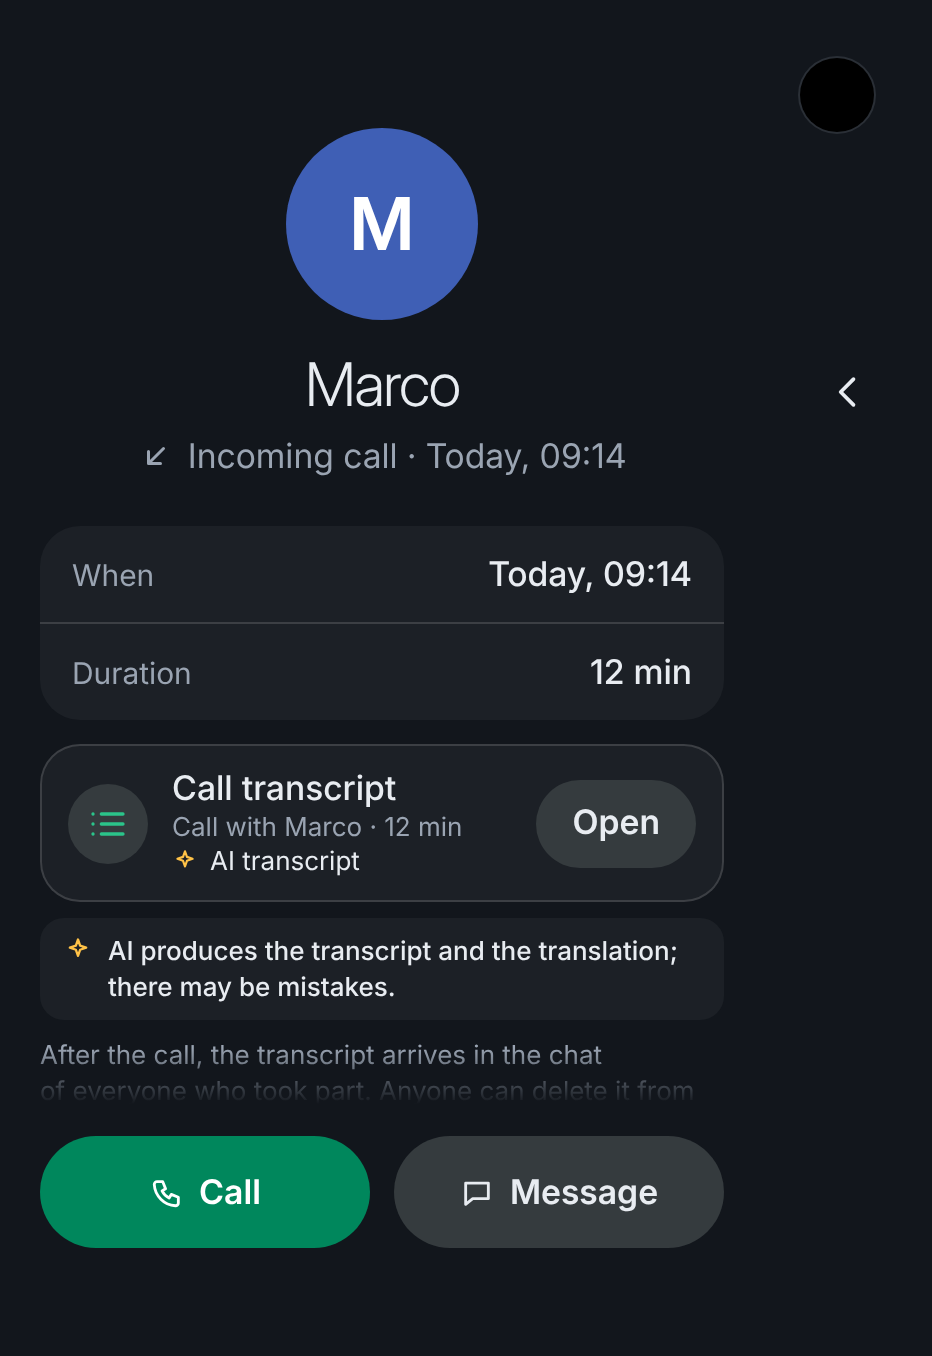 M
Marco
Incoming call · Today, 09:14
When
Today, 09:14
Duration
12 min
Call transcript
Call with Marco · 12 min
AI transcript
Open
AI produces the transcript and the translation;
there may be mistakes.
After the call, the transcript arrives in the chat
of everyone who took part. Anyone can delete it from
Call
Message